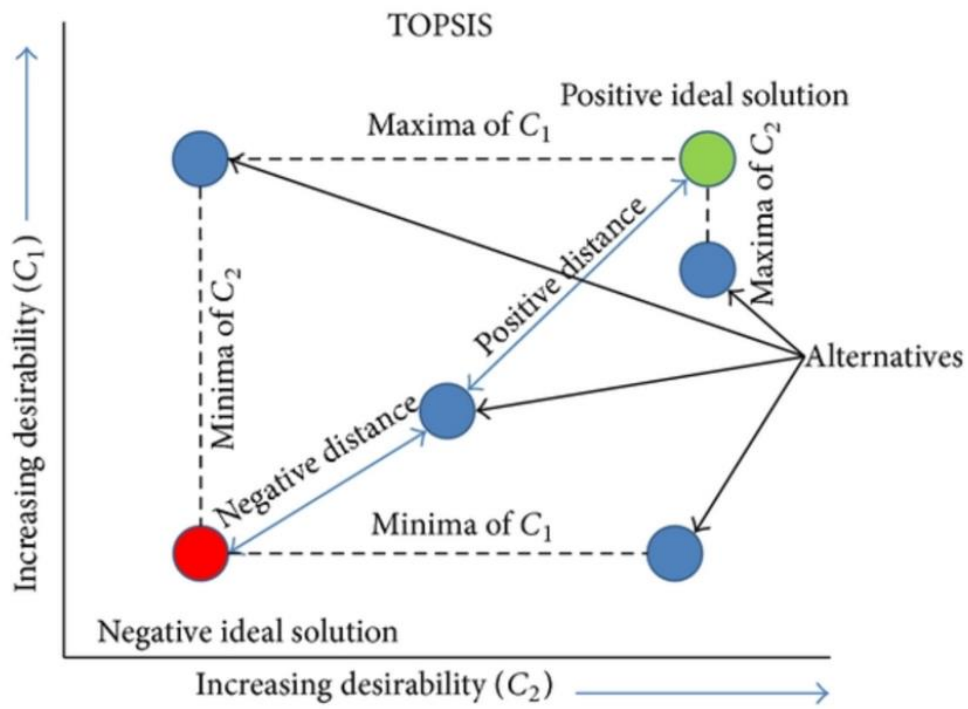 TOPSIS
Positive ideal solution
Maxima of C₁
Maxima of C₂
Increasing desirability (C₁)
Minima of C₂
Positive distance
Alternatives
Negative distance
Minima of C₁
Negative ideal solution
Increasing desirability (C₂)